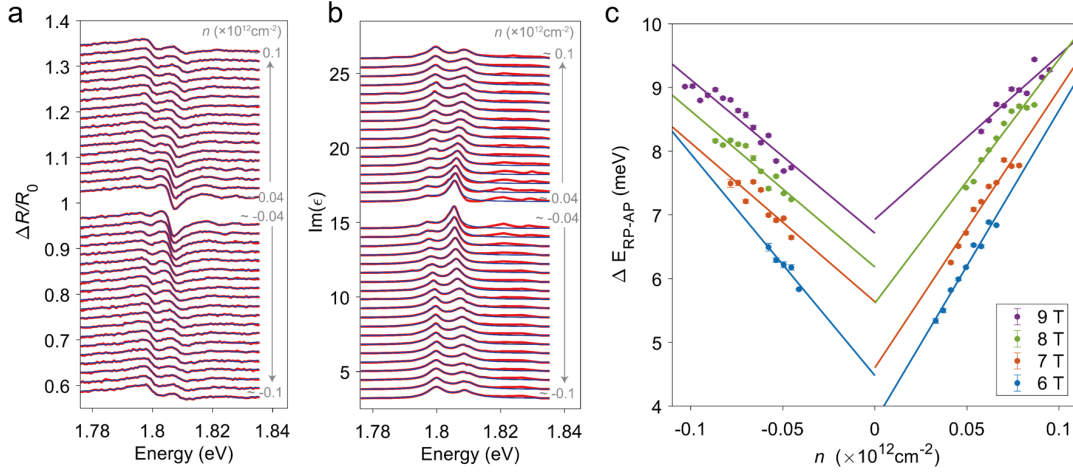 a
n (×10¹²cm⁻²)
0.1
0.04
~ -0.04
~ -0.1
1.4
1.3
1.2
1.1
1
0.9
0.8
0.7
0.6
ΔR/R₀
1.78
1.8
1.82
1.84
Energy (eV)
b
n (×10¹²cm⁻²)
~ 0.1
0.04
~ -0.04
~ -0.1
25
20
15
10
5
Im(ϵ)
1.78
1.8
1.82
1.84
Energy (eV)
c
10
9
8
7
6
5
4
Δ E_RP-AP (meV)
-0.1
-0.05
0
0.05
0.1
n (×10¹²cm⁻²)
9 T
8 T
7 T
6 T